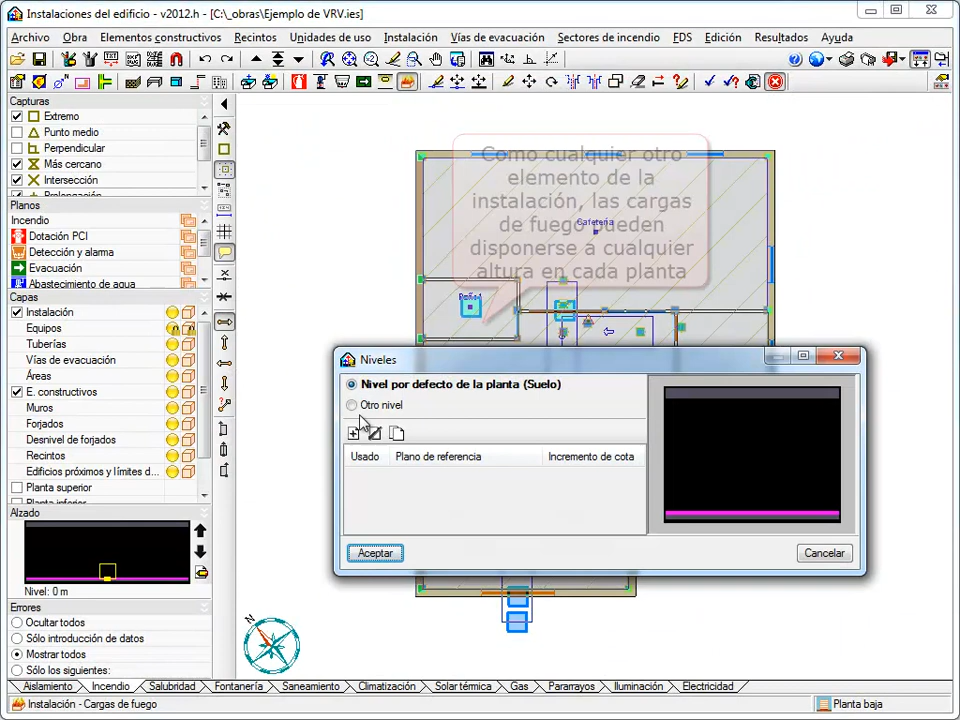 Instalaciones del edificio - v2012.h - [C:\_obras\Ejemplo de VRV.ies]
Archivo Obra Elementos constructivos Recintos Unidades de uso Instalación Vías de evacuación Sectores de incendio FDS Edición Resultados Ayuda
Capturas
Extremo
Punto medio
Perpendicular
Más cercano
Intersección
Prolongación
Planos
Incendio
Dotación PCI
Detección y alarma
Evacuación
Abastecimiento de agua
Capas
Instalación
Equipos
Tuberías
Vías de evacuación
Áreas
E. constructivos
Muros
Forjados
Desnivel de forjados
Recintos
Edificios próximos y límites d...
Planta superior
Planta inferior
Alzado
Nivel: 0 m
Errores
Ocultar todos
Sólo introducción de datos
Mostrar todos
Sólo los siguientes:
Como cualquier otro
elemento de la
instalación, las cargas
de fuego pueden
disponerse a cualquier
altura en cada planta
Cafetería
N
Niveles
Nivel por defecto de la planta (Suelo)
Otro nivel
Usado Plano de referencia Incremento de cota
Aceptar Cancelar
Aislamiento Incendio Salubridad Fontanería Saneamiento Climatización Solar térmica Gas Pararrayos Iluminación Electricidad
Instalación - Cargas de fuego Planta baja